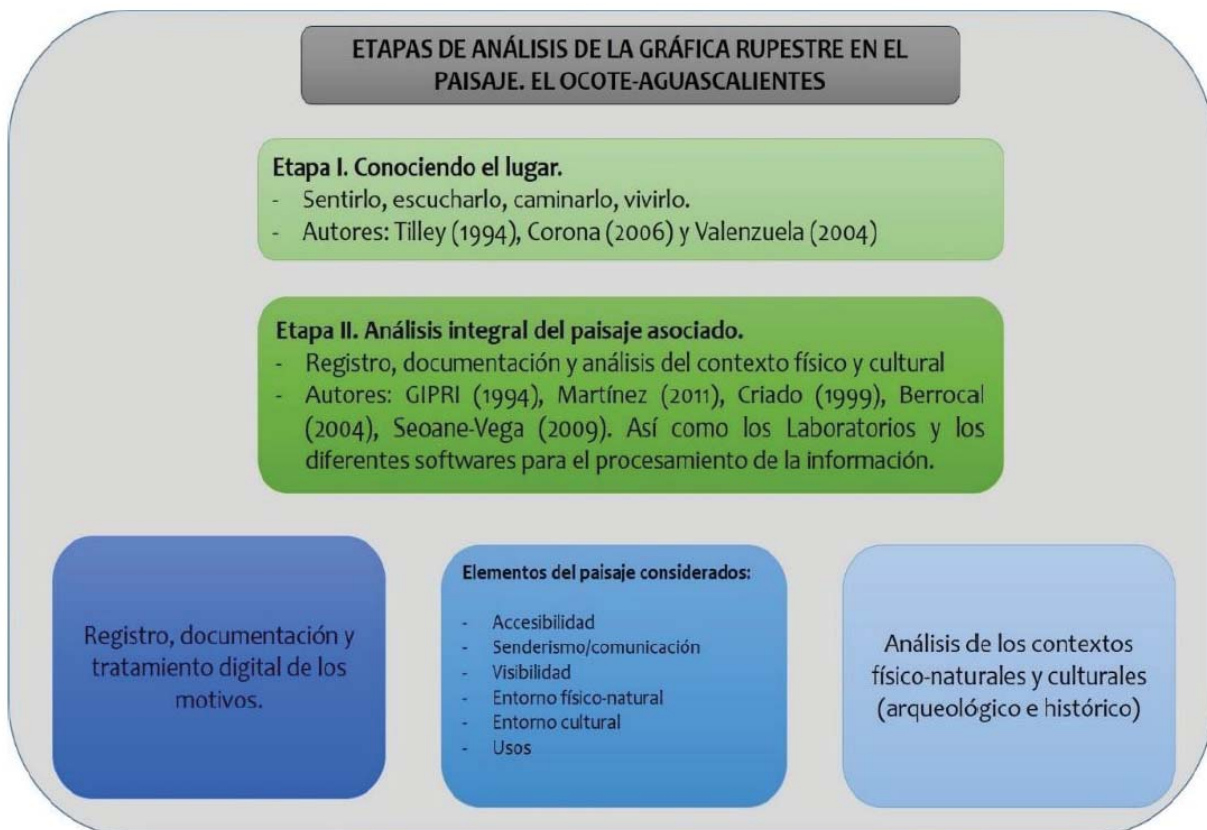 ETAPAS DE ANÁLISIS DE LA GRÁFICA RUPESTRE EN EL
PAISAJE. EL OCOTE-AGUASCALIENTES
Etapa I. Conociendo el lugar.
- Sentirlo, escucharlo, caminarlo, vivirlo.
- Autores: Tilley (1994), Corona (2006) y Valenzuela (2004)
Etapa II. Análisis integral del paisaje asociado.
- Registro, documentación y análisis del contexto físico y cultural
- Autores: GIPRI (1994), Martínez (2011), Criado (1999), Berrocal
(2004), Seoane-Vega (2009). Así como los Laboratorios y los
diferentes softwares para el procesamiento de la información.
Registro, documentación y
tratamiento digital de los
motivos.
Elementos del paisaje considerados:
- Accesibilidad
- Senderismo/comunicación
- Visibilidad
- Entorno físico-natural
- Entorno cultural
- Usos
Análisis de los contextos
físico-naturales y culturales
(arqueológico e histórico)